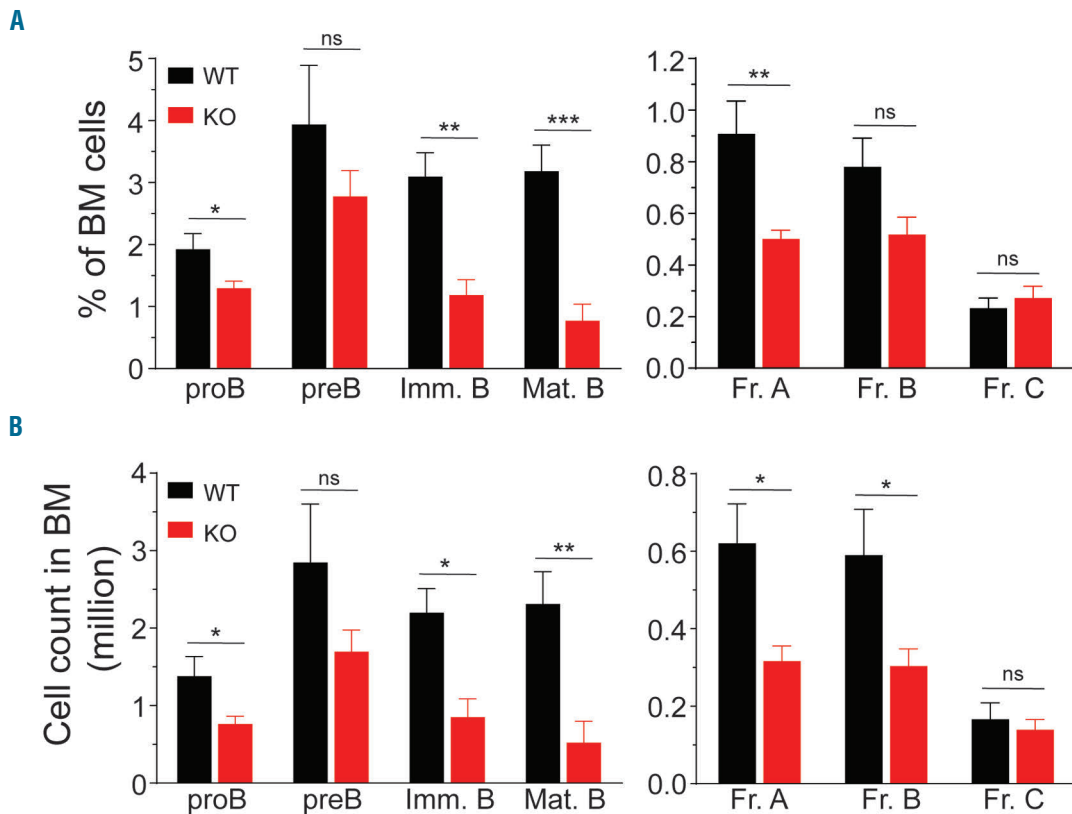 A
% of BM cells
5
4
3
2
1
0
WT
KO
*
ns
**
***
proB preB Imm. B Mat. B
1.2
1.0
0.8
0.6
0.4
0.2
0.0
**
ns
ns
Fr. A Fr. B Fr. C
B
Cell count in BM
(million)
4
3
2
1
0
WT
KO
*
ns
*
**
proB preB Imm. B Mat. B
0.8
0.6
0.4
0.2
0.0
*
*
ns
Fr. A Fr. B Fr. C